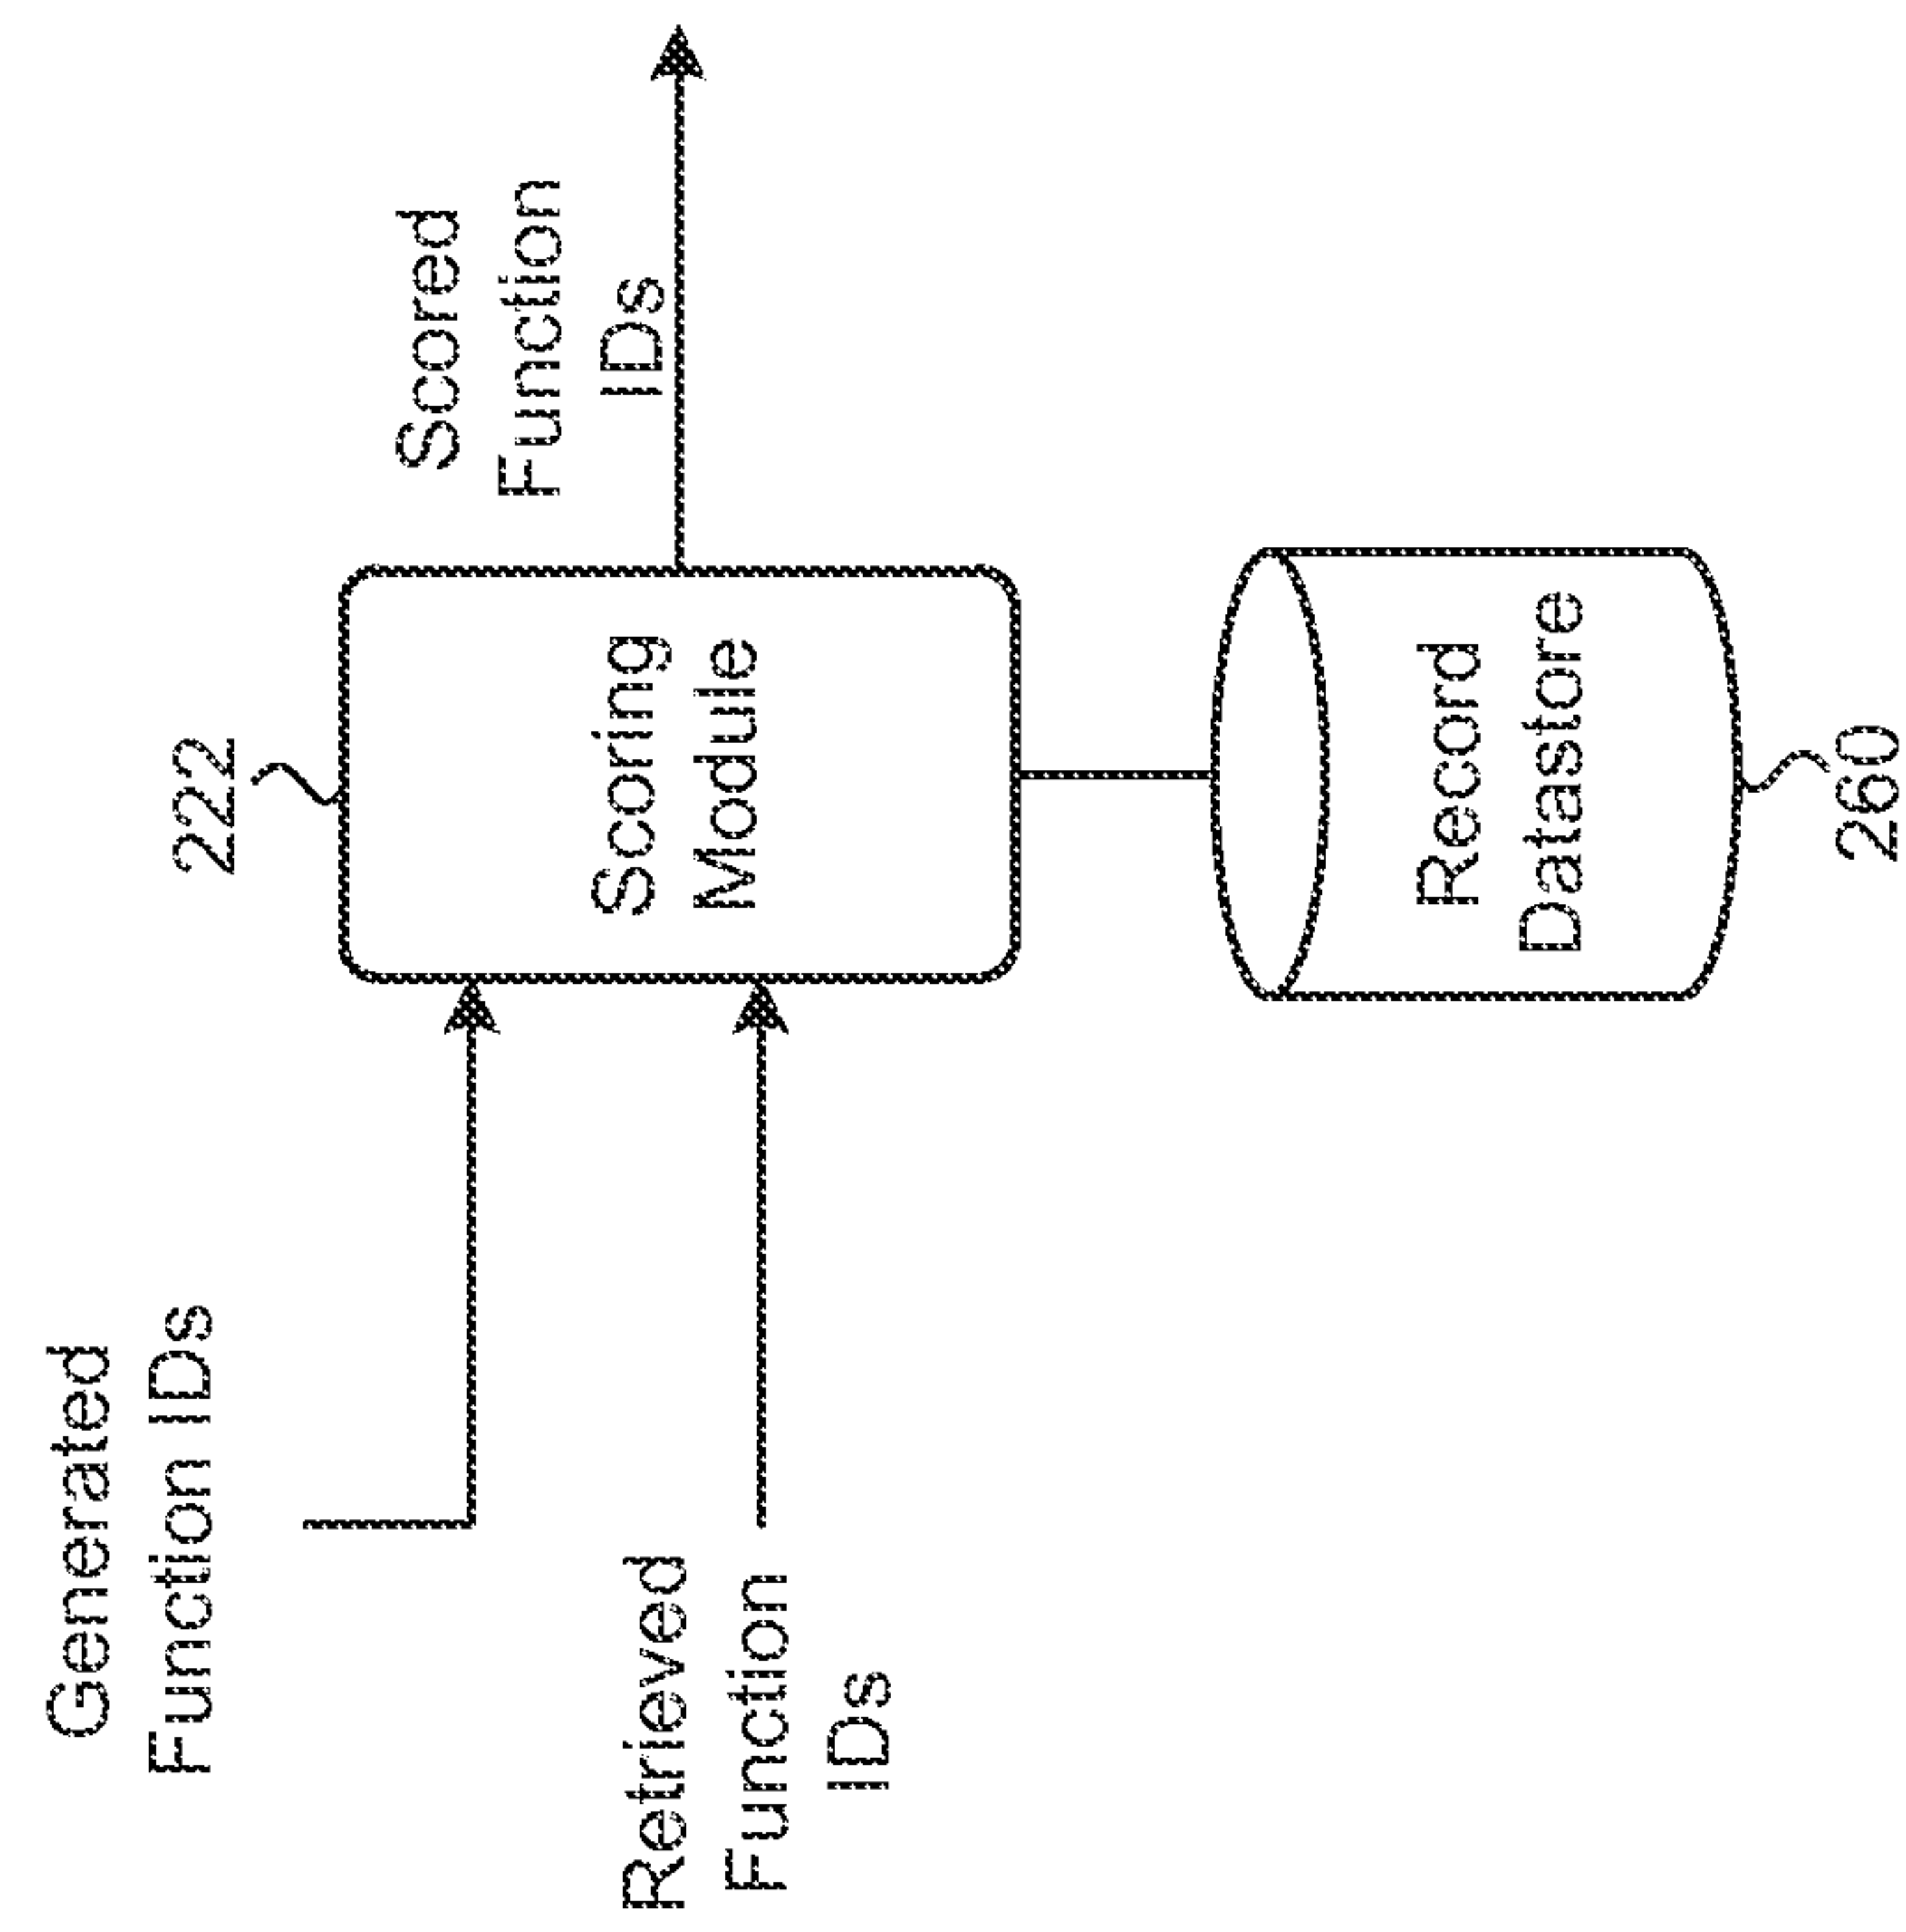 Generated
Function IDs
Retrieved
Function
IDs
222
Scoring
Module
Scored
Function
IDs
Record
Datastore
260